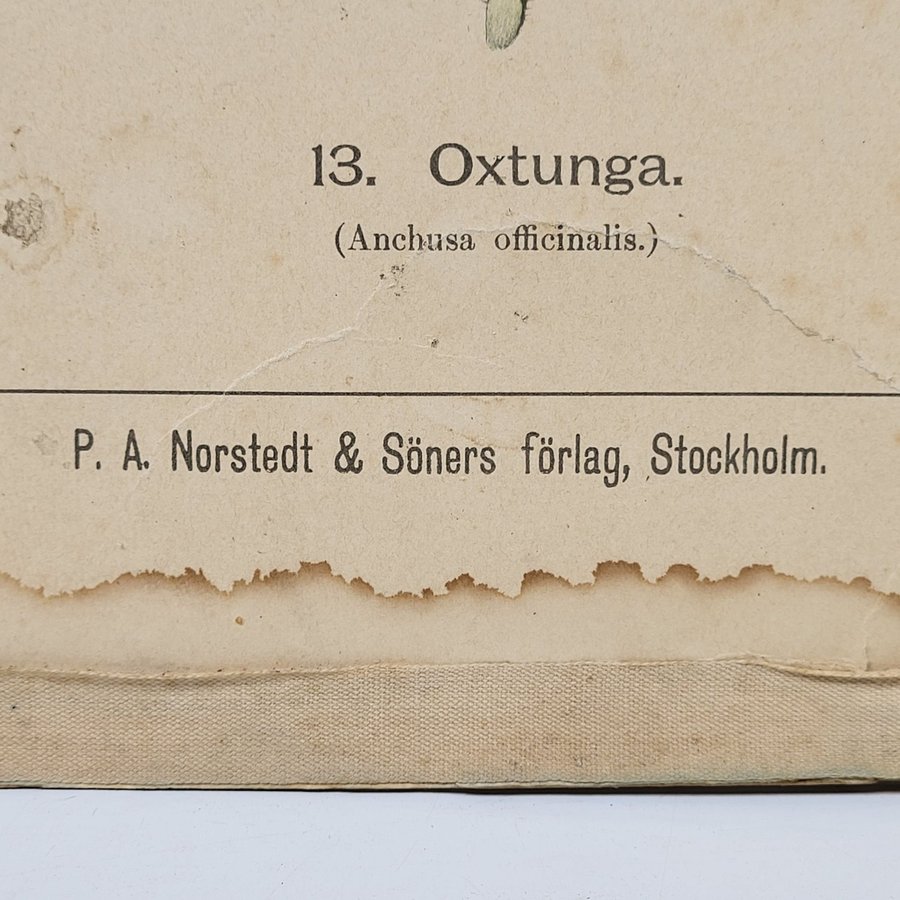 13. Oxtunga.
(Anchusa officinalis.)
P. A. Norstedt & Söners förlag, Stockholm.